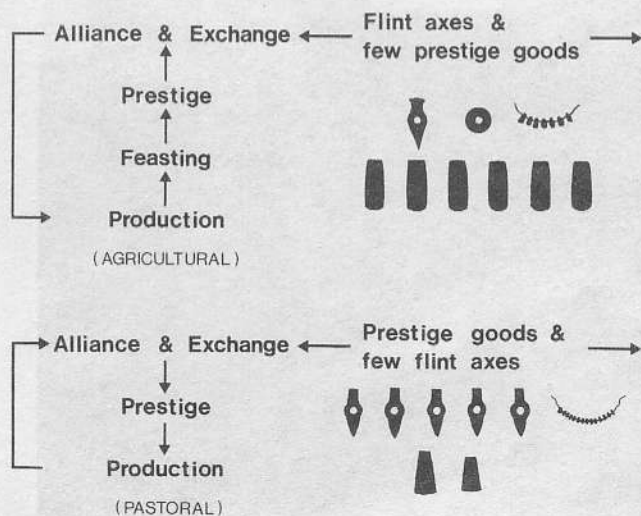 Alliance & Exchange
Prestige
Feasting
Production
(AGRICULTURAL)
Flint axes &
few prestige goods
Alliance & Exchange
Prestige
Production
(PASTORAL)
Prestige goods &
few flint axes